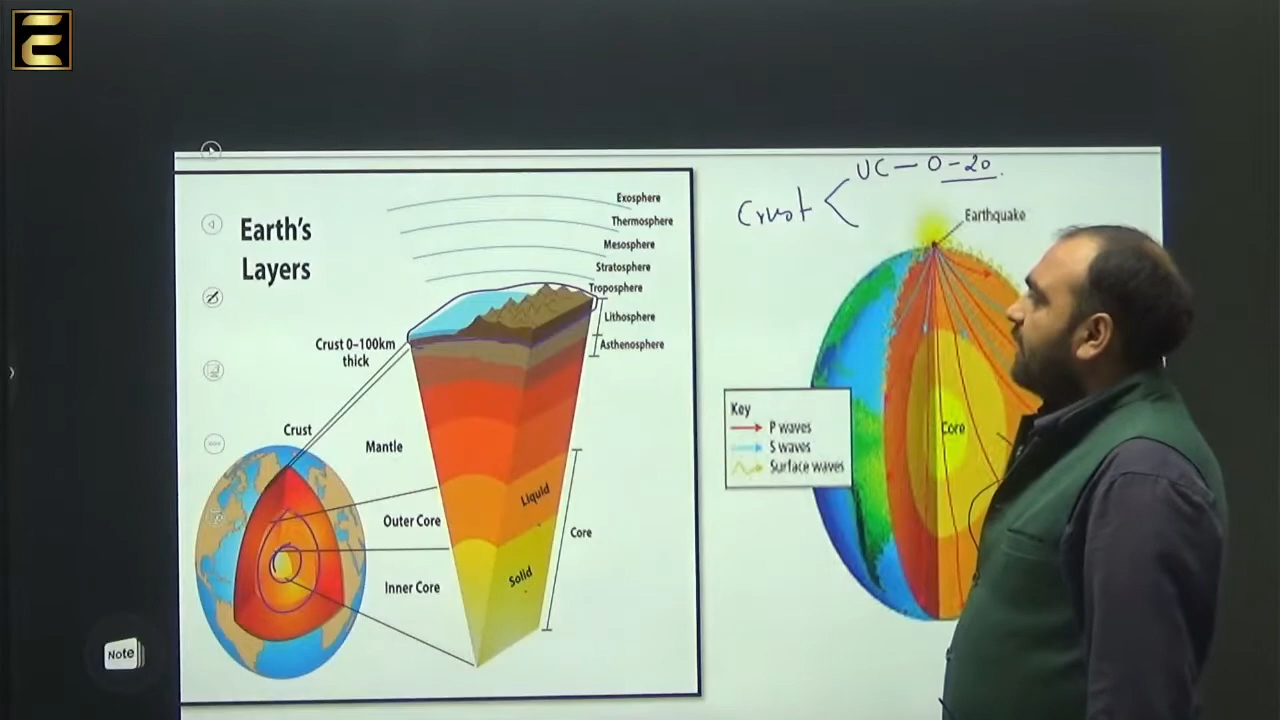 UC — 0 - 20
Crust
Earthquake
Earth's
Layers
Exosphere
Thermosphere
Mesosphere
Stratosphere
Troposphere
Lithosphere
Asthenosphere
Crust 0–100km
thick
Crust
Mantle
Outer Core
Inner Core
Liquid
Solid
Core
Key
P waves
S waves
Surface waves
Core
Note